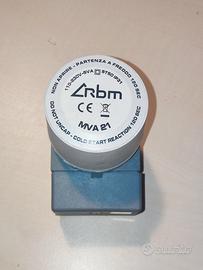 NON APRIRE - PARTENZA A FREDDO 120 SEC
110-230V-5VA
rbm
CE
MVA 21
DO NOT UNCAP - COLD START REACTION 120 SEC
subito